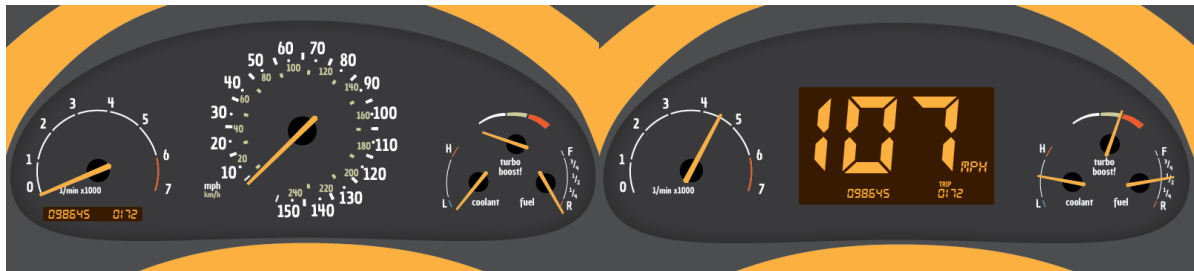 0 1 2 3 4 5 6 7
1/min x1000
098645 0172
mph
km/h
10 20 30 40 50 60 70 80 90 100 110 120 130 140 150
20 40 60 80 100 120 140 160 180 200 220 240
H
L
coolant
turbo
boost!
F
3/4
1/2
1/4
R
fuel
0 1 2 3 4 5 6 7
1/min x1000
107 MPH
TRIP
098645 0172
H
L
coolant
turbo
boost!
F
3/4
1/2
1/4
R
fuel